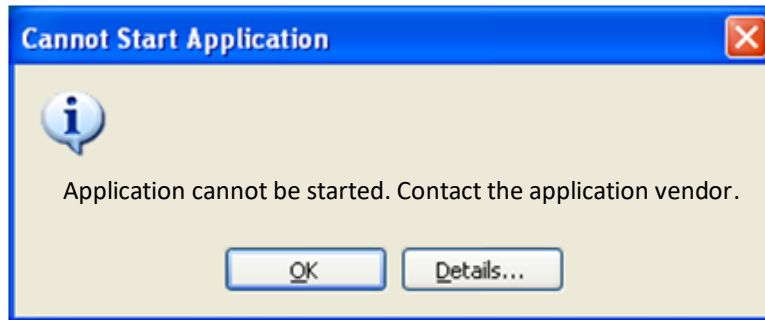 Cannot Start Application
Application cannot be started. Contact the application vendor.
OK Details...